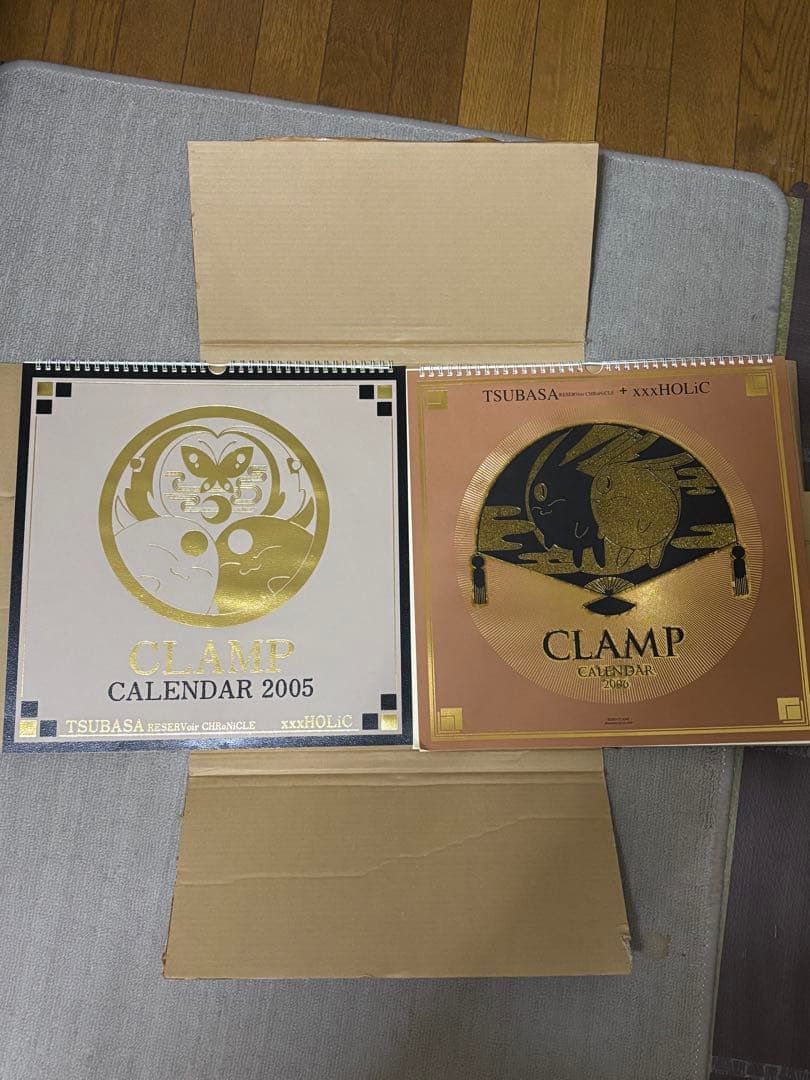 CLAMP
CALENDAR 2005
TSUBASA RESERVoir CHRoNiCLE xxxHOLiC
TSUBASA RESERVoir CHRoNiCLE + xxxHOLiC
CLAMP
CALENDAR
2006